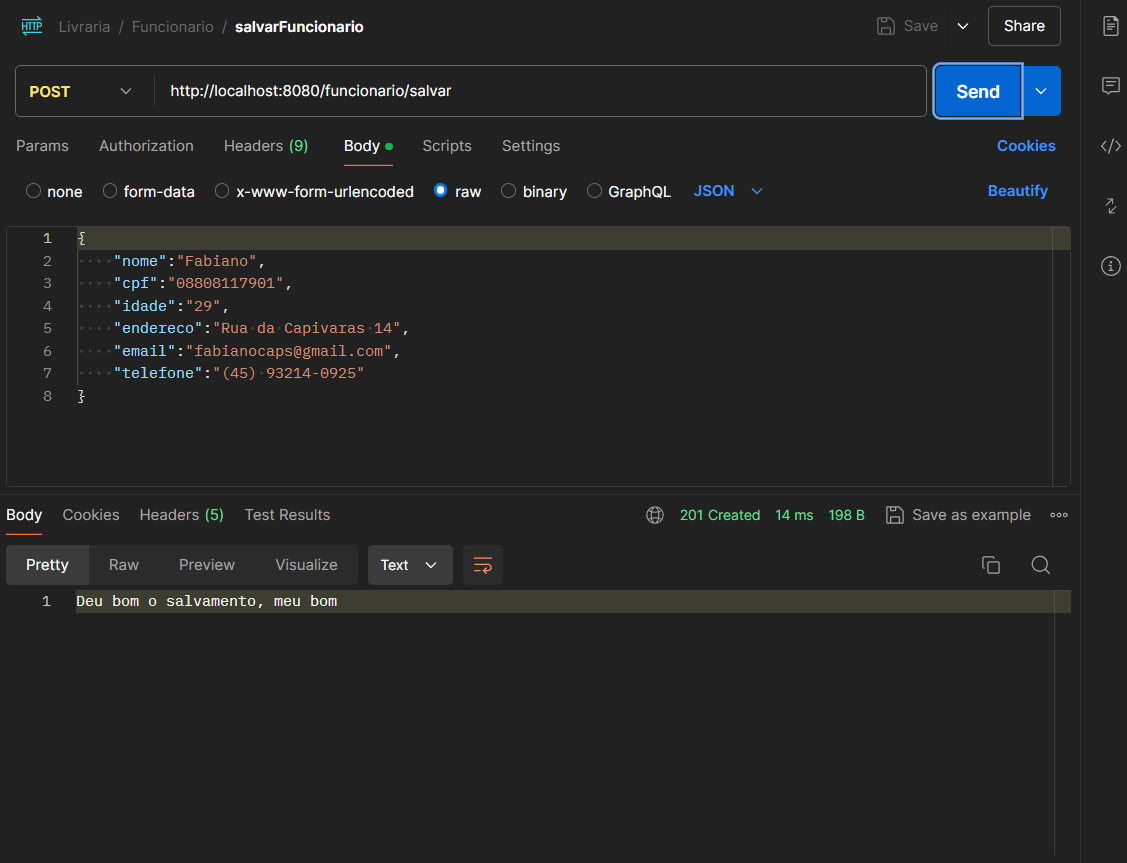 HTTP Livraria / Funcionario / salvarFuncionario Save Share
POST http://localhost:8080/funcionario/salvar Send
Params Authorization Headers (9) Body Scripts Settings Cookies
none form-data x-www-form-urlencoded raw binary GraphQL JSON Beautify
1 {
2 ····"nome":"Fabiano",
3 ····"cpf":"08808117901",
4 ····"idade":"29",
5 ····"endereco":"Rua·da·Capivaras·14",
6 ····"email":"fabianocaps@gmail.com",
7 ····"telefone":"(45)·93214-0925"
8 }
Body Cookies Headers (5) Test Results 201 Created 14 ms 198 B Save as example
Pretty Raw Preview Visualize Text
1 Deu bom o salvamento, meu bom